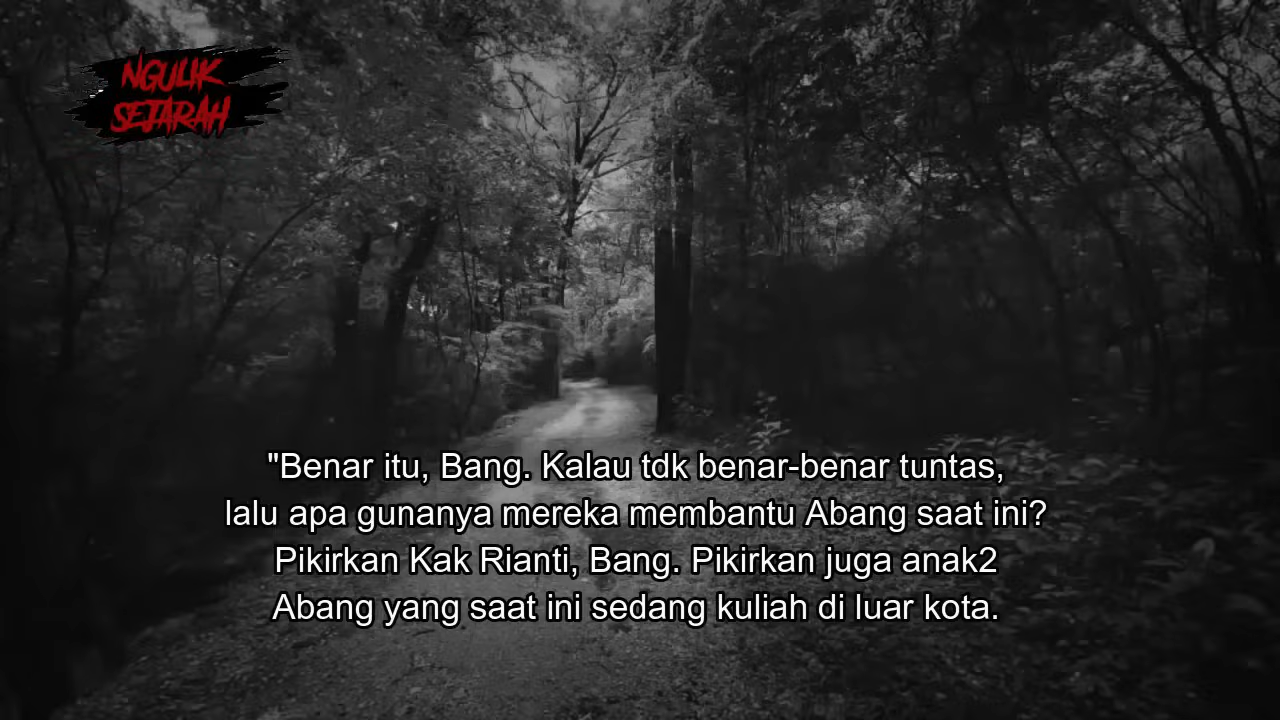 NGULIK
SEJARAH
"Benar itu, Bang. Kalau tdk benar-benar tuntas,
lalu apa gunanya mereka membantu Abang saat ini?
Pikirkan Kak Rianti, Bang. Pikirkan juga anak2
Abang yang saat ini sedang kuliah di luar kota.